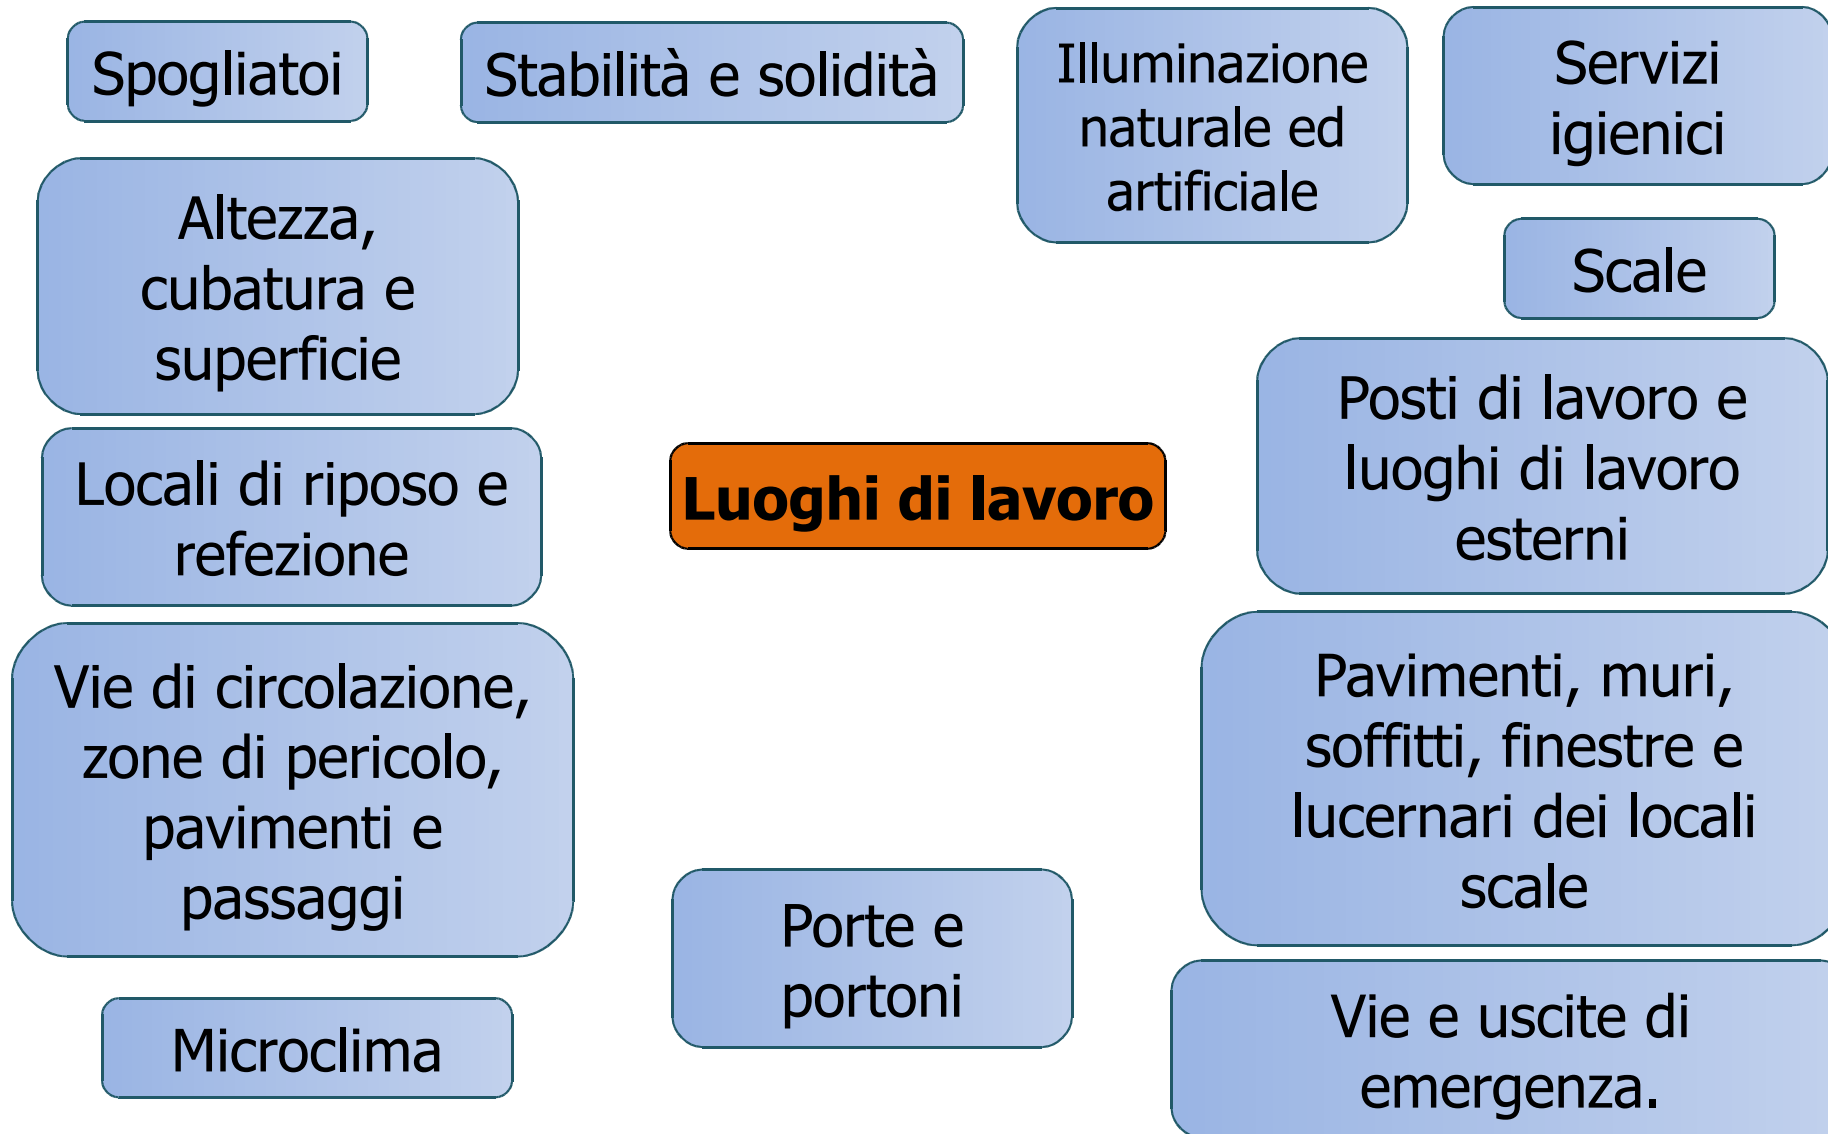 Spogliatoi
Stabilità e solidità
Illuminazione
naturale ed
artificiale
Servizi
igienici
Altezza,
cubatura e
superficie
Scale
Posti di lavoro e
luoghi di lavoro
esterni
Locali di riposo e
refezione
Luoghi di lavoro
Vie di circolazione,
zone di pericolo,
pavimenti e
passaggi
Pavimenti, muri,
soffitti, finestre e
lucernari dei locali
scale
Porte e
portoni
Microclima
Vie e uscite di
emergenza.